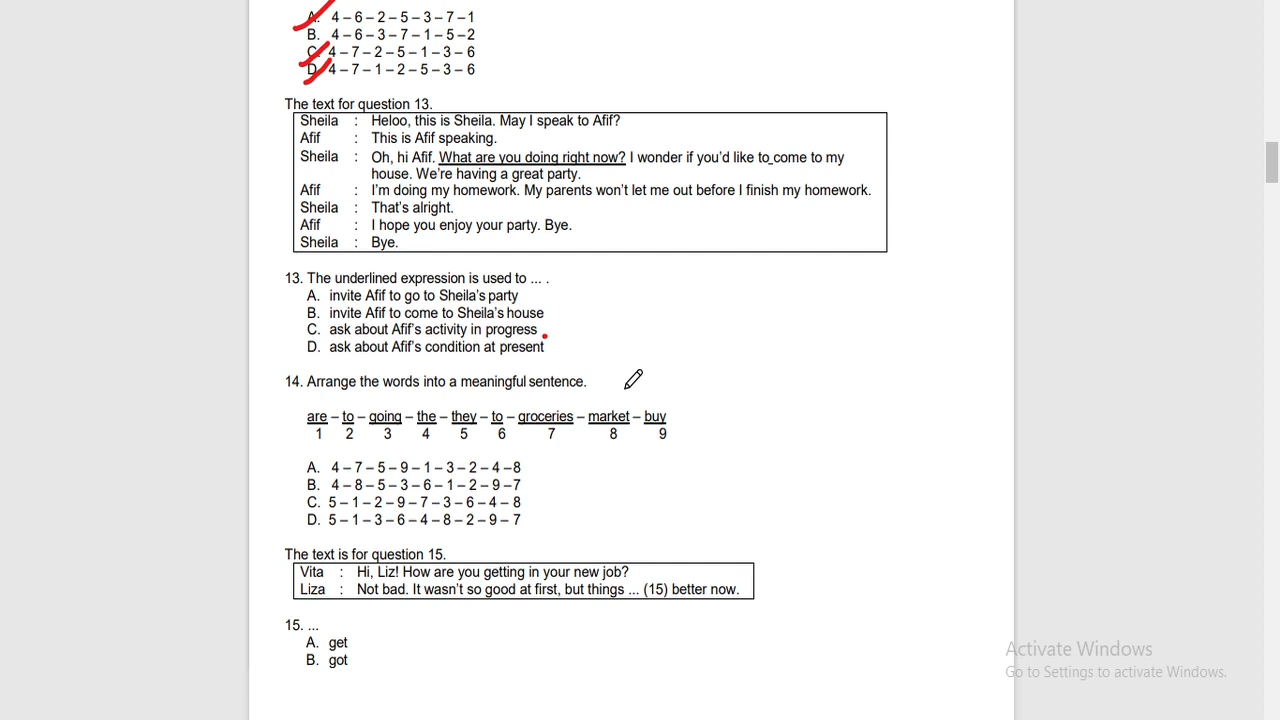 A. 4 – 6 – 2 – 5 – 3 – 7 – 1
B. 4 – 6 – 3 – 7 – 1 – 5 –2
C. 4 – 7 – 2 – 5 – 1 – 3 – 6
D. 4 – 7 – 1 – 2 – 5 – 3 – 6
The text for question 13.
Sheila : Heloo, this is Sheila. May I speak to Afif?
Afif : This is Afif speaking.
Sheila : Oh, hi Afif. What are you doing right now? I wonder if you'd like to come to my
house. We're having a great party.
Afif : I'm doing my homework. My parents won't let me out before I finish my homework.
Sheila : That's alright.
Afif : I hope you enjoy your party. Bye.
Sheila : Bye.
13. The underlined expression is used to ... .
A. invite Afif to go to Sheila's party
B. invite Afif to come to Sheila's house
C. ask about Afif's activity in progress
D. ask about Afif's condition at present
14. Arrange the words into a meaningful sentence.
are – to – going – the – they – to – groceries – market – buy
1 2 3 4 5 6 7 8 9
A. 4 – 7 – 5 – 9 – 1 – 3 – 2 – 4 –8
B. 4 – 8 – 5 – 3 – 6 – 1 – 2 – 9 –7
C. 5 – 1 – 2 – 9 – 7 – 3 – 6 – 4 – 8
D. 5 – 1 – 3 – 6 – 4 – 8 – 2 – 9 – 7
The text is for question 15.
Vita : Hi, Liz! How are you getting in your new job?
Liza : Not bad. It wasn't so good at first, but things ... (15) better now.
15. ...
A. get
B. got
Activate Windows
Go to Settings to activate Windows.